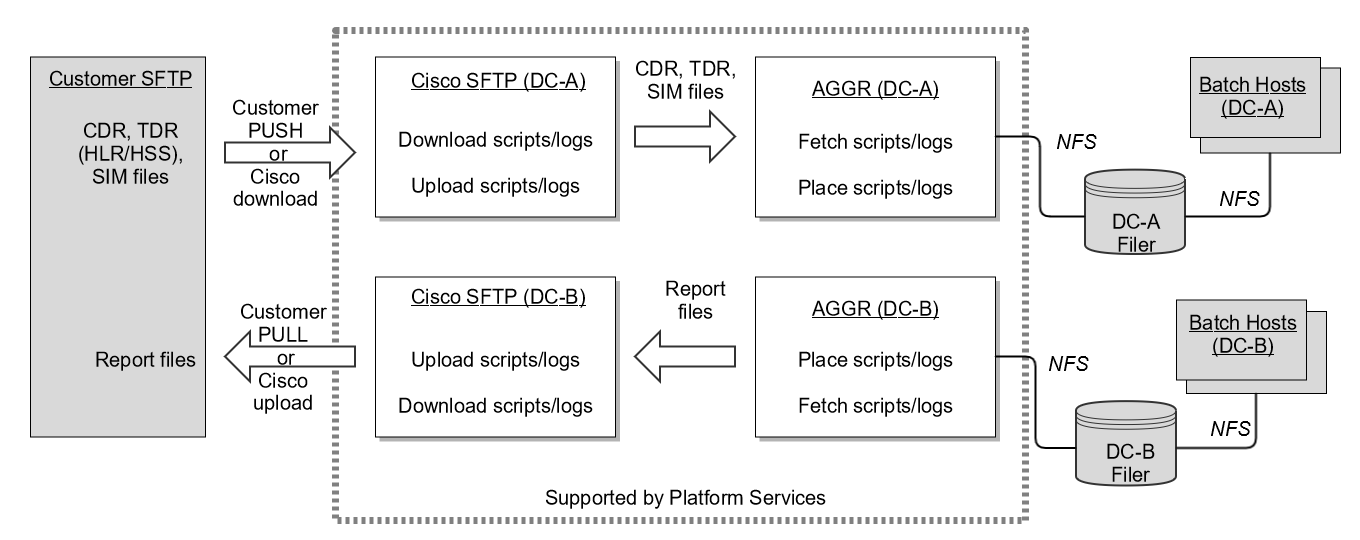 Customer SFTP
CDR, TDR
(HLR/HSS),
SIM files
Report files
Customer
PUSH
or
Cisco
download
Customer
PULL
or
Cisco
upload
Cisco SFTP (DC-A)
Download scripts/logs
Upload scripts/logs
CDR, TDR,
SIM files
AGGR (DC-A)
Fetch scripts/logs
Place scripts/logs
NFS
DC-A
Filer
NFS
Batch Hosts
(DC-A)
Cisco SFTP (DC-B)
Upload scripts/logs
Download scripts/logs
Report
files
AGGR (DC-B)
Place scripts/logs
Fetch scripts/logs
NFS
DC-B
Filer
NFS
Batch Hosts
(DC-B)
Supported by Platform Services